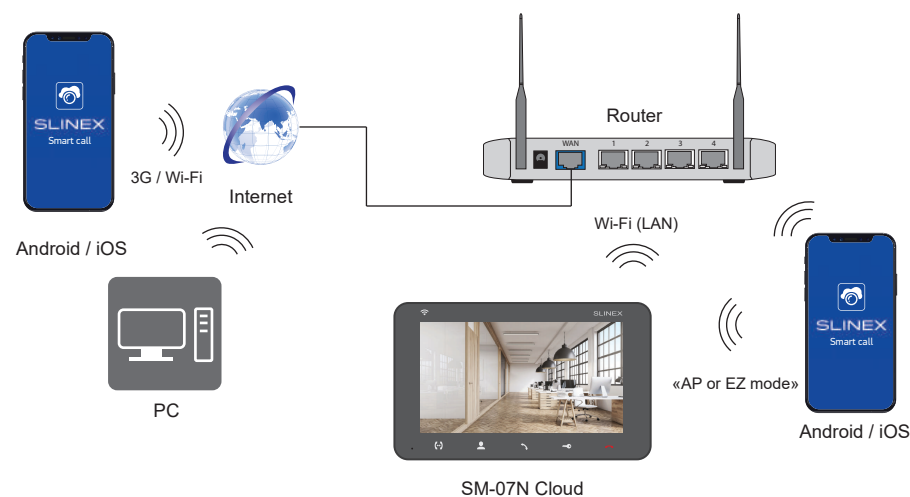 SLINEX
Smart call
3G / Wi-Fi
Android / iOS
Internet
PC
Router
WAN
1
2
3
4
Wi-Fi (LAN)
SLINEX
SM-07N Cloud
«AP or EZ mode»
SLINEX
Smart call
Android / iOS